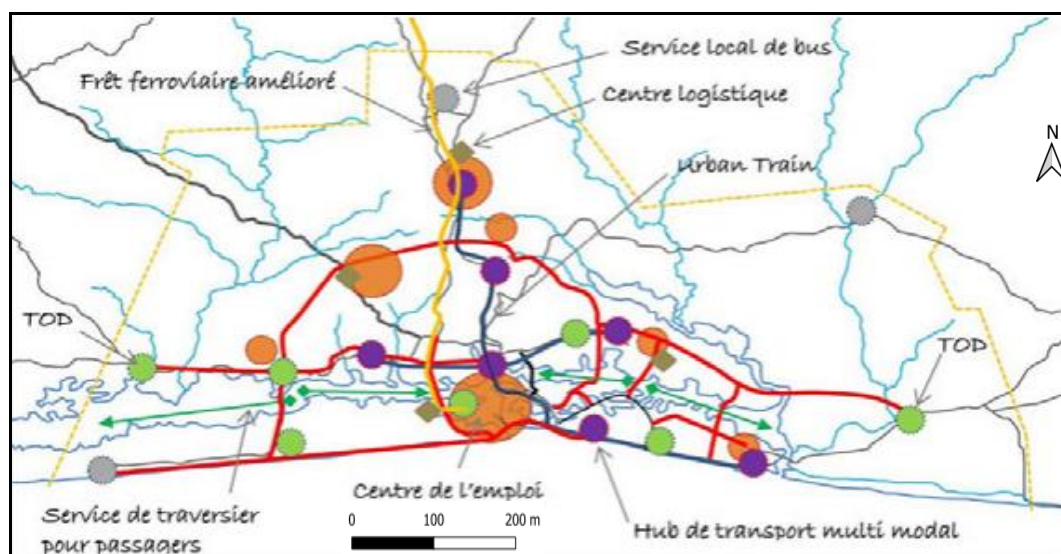 Service local de bus
Frêt ferroviaire amélioré
Centre logistique
N
Urban Train
TOD
TOD
Centre de l'emploi
Service de traversier
pour passagers
0 100 200 m
Hub de transport multi modal